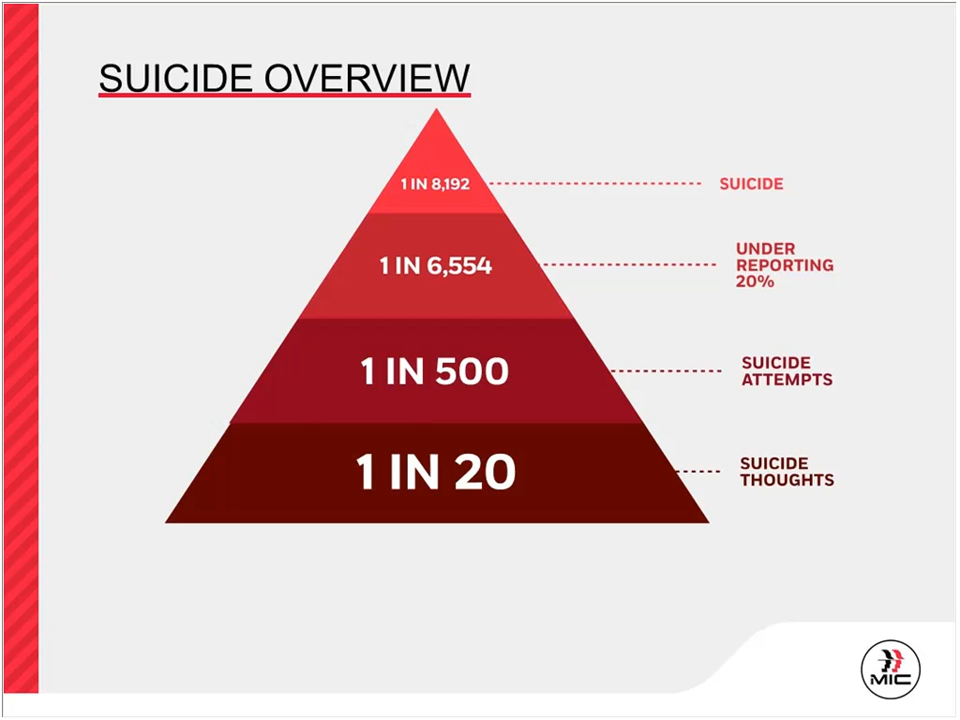 SUICIDE OVERVIEW
1 IN 8,192
SUICIDE
1 IN 6,554
UNDER
REPORTING
20%
1 IN 500
SUICIDE
ATTEMPTS
1 IN 20
SUICIDE
THOUGHTS
MIC